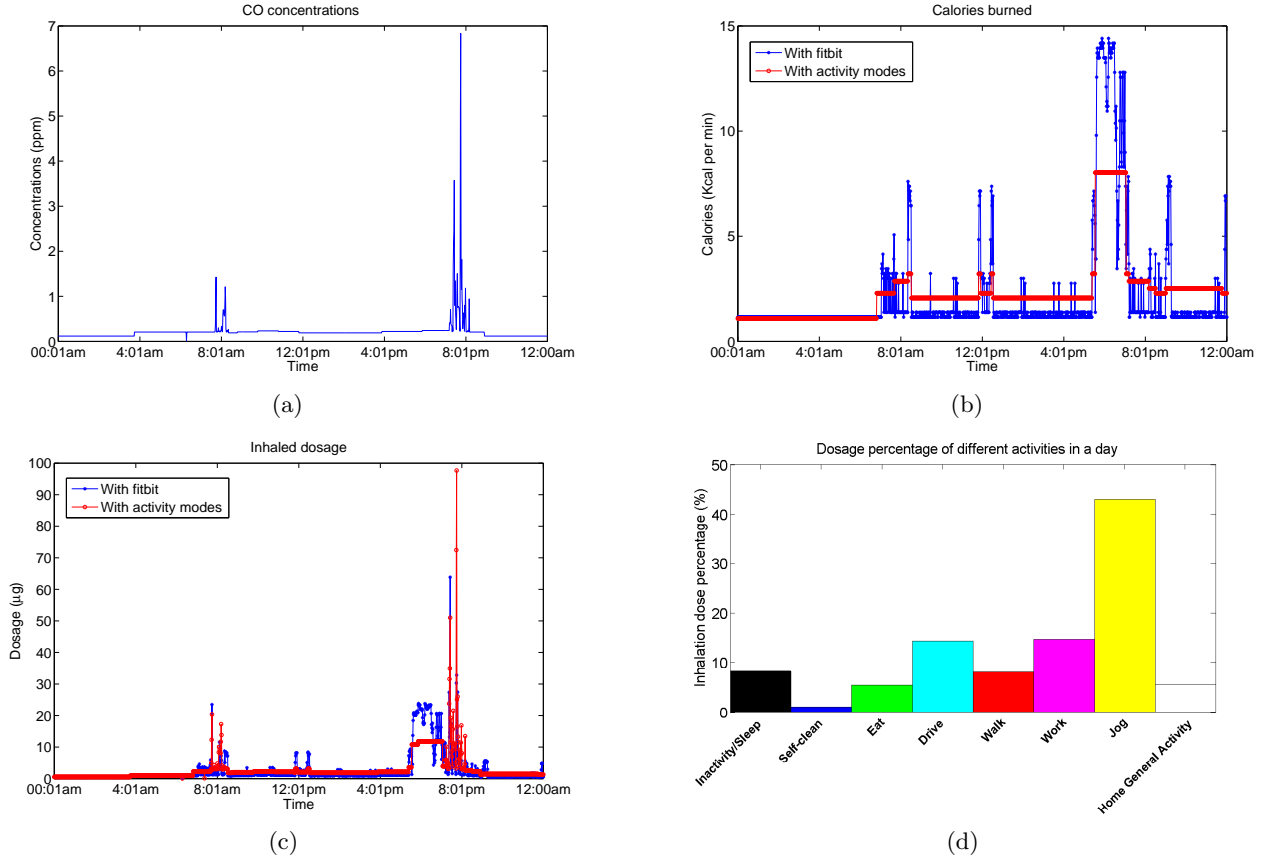 CO concentrations
7
6
5
4
3
2
1
0
Concentrations (ppm)
00:01am 4:01am 8:01am 12:01pm 4:01pm 8:01pm 12:00am
Time
(a)
Calories burned
With fitbit
With activity modes
15
10
5
0
Calories (Kcal per min)
00:01am 4:01am 8:01am 12:01pm 4:01pm 8:01pm 12:00am
Time
(b)
Inhaled dosage
With fitbit
With activity modes
100
90
80
70
60
50
40
30
20
10
0
Dosage (μg)
00:01am 4:01am 8:01am 12:01pm 4:01pm 8:01pm 12:00am
Time
(c)
Dosage percentage of different activities in a day
50
40
30
20
10
0
Inhalation dose percentage (%)
Inactivity/Sleep
Self-clean
Eat
Drive
Walk
Work
Jog
Home General Activity
(d)